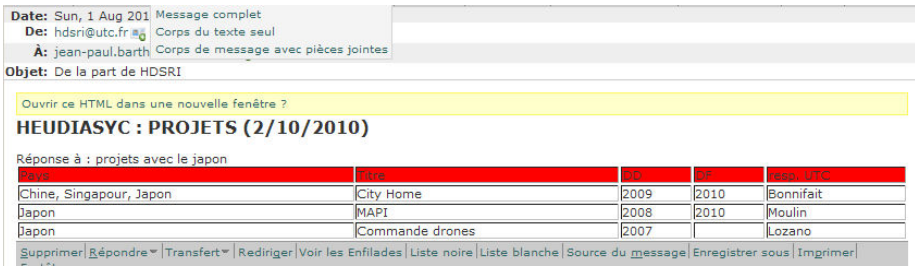 Date: Sun, 1 Aug 201
Message complet
De: hdsri@utc.fr
Corps du texte seul
À: jean-paul.barth
Corps de message avec pièces jointes
Objet: De la part de HDSRI
Ouvrir ce HTML dans une nouvelle fenêtre ?
HEUDIASYC : PROJETS (2/10/2010)
Réponse à : projets avec le japon
Pays Titre DD DF resp. UTC
Chine, Singapour, Japon City Home 2009 2010 Bonnifait
Japon MAPI 2008 2010 Moulin
Japon Commande drones 2007 Lozano
Supprimer Répondre Transfert Rediriger Voir les Enfilades Liste noire Liste blanche Source du message Enregistrer sous Imprimer